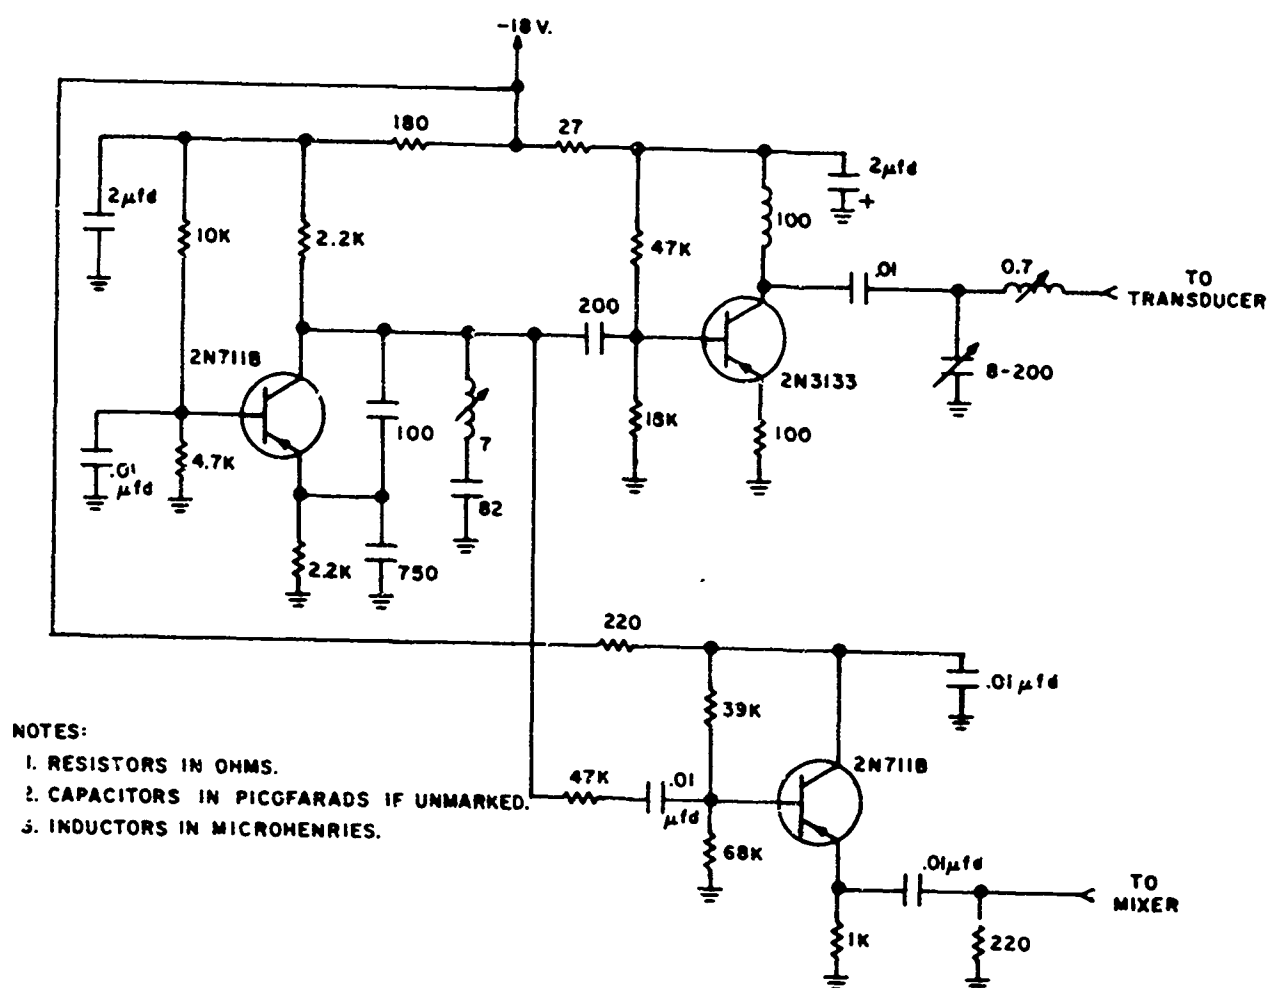 -18 V.
180
27
2μfd
10K
2.2K
47K
100
2μfd
+
.01
0.7
TO
TRANSDUCER
200
2N711B
2N3133
8-200
.01
μfd
4.7K
100
7
18K
100
82
2.2K
750
220
39K
.01μfd
NOTES:
1. RESISTORS IN OHMS.
2. CAPACITORS IN PICOFARADS IF UNMARKED.
3. INDUCTORS IN MICROHENRIES.
47K
.01
μfd
2N711B
68K
.01μfd
TO
MIXER
1K
220